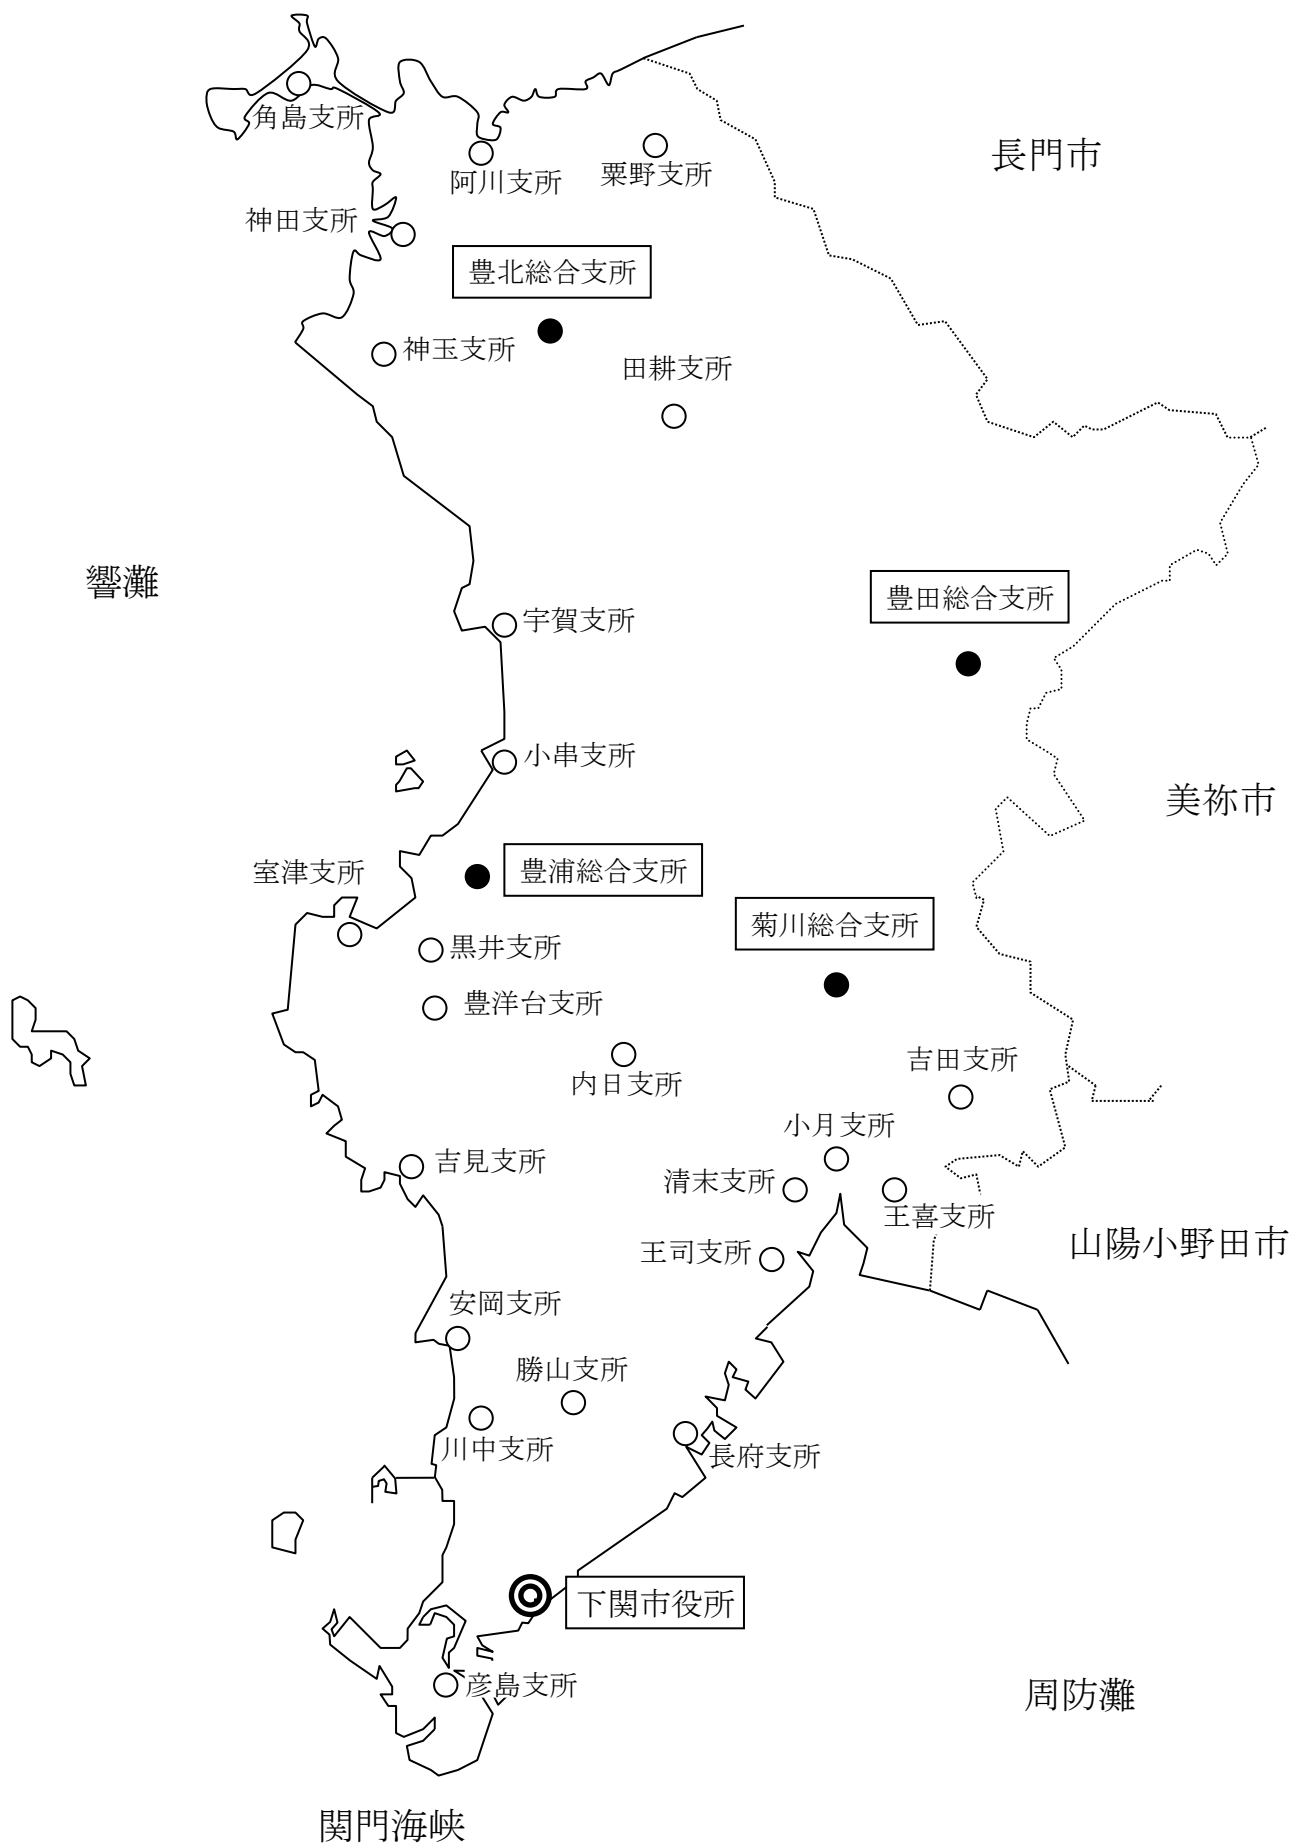 角島支所
長門市
阿川支所
粟野支所
神田支所
豊北総合支所
神玉支所
田耕支所
響灘
豊田総合支所
宇賀支所
小串支所
美祢市
室津支所
豊浦総合支所
菊川総合支所
黒井支所
豊洋台支所
内日支所
吉田支所
小月支所
吉見支所
清末支所
王喜支所
王司支所
山陽小野田市
安岡支所
勝山支所
川中支所
長府支所
下関市役所
彦島支所
周防灘
関門海峡